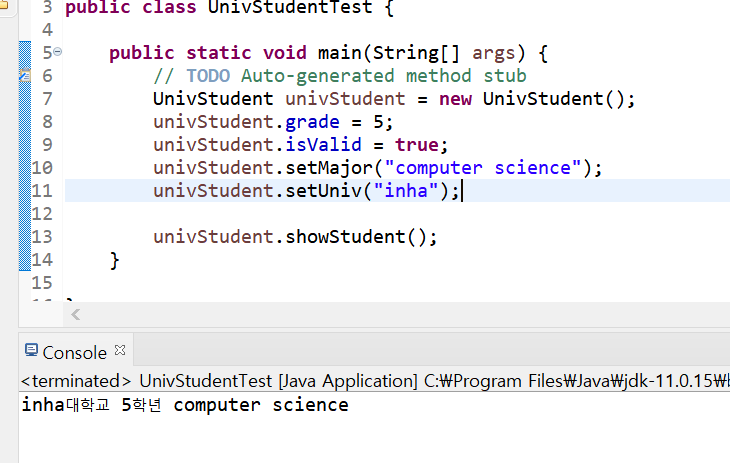 3 public class UnivStudentTest {
4
5 public static void main(String[] args) {
6 // TODO Auto-generated method stub
7 UnivStudent univStudent = new UnivStudent();
8 univStudent.grade = 5;
9 univStudent.isValid = true;
10 univStudent.setMajor("computer science");
11 univStudent.setUniv("inha");
12
13 univStudent.showStudent();
14 }
15
Console
<terminated> UnivStudentTest [Java Application] C:₩Program Files₩Java₩jdk-11.0.15₩b
inha대학교 5학년 computer science